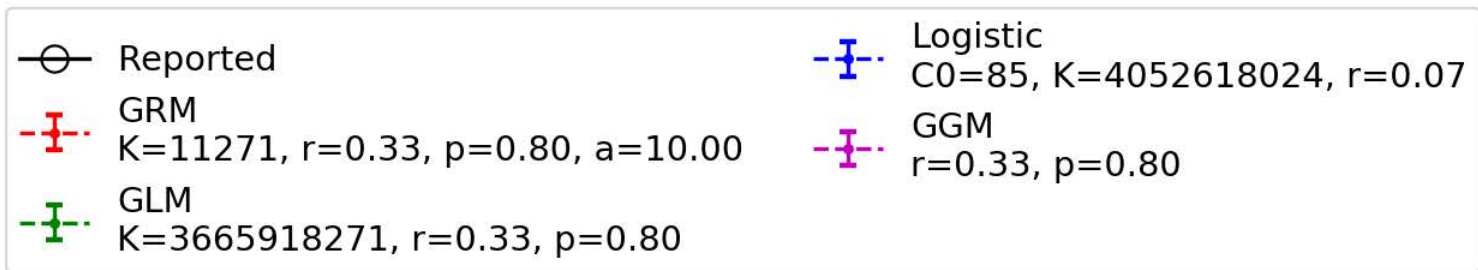 Reported
GRM
K=11271, r=0.33, p=0.80, a=10.00
GLM
K=3665918271, r=0.33, p=0.80
Logistic
C0=85, K=4052618024, r=0.07
GGM
r=0.33, p=0.80